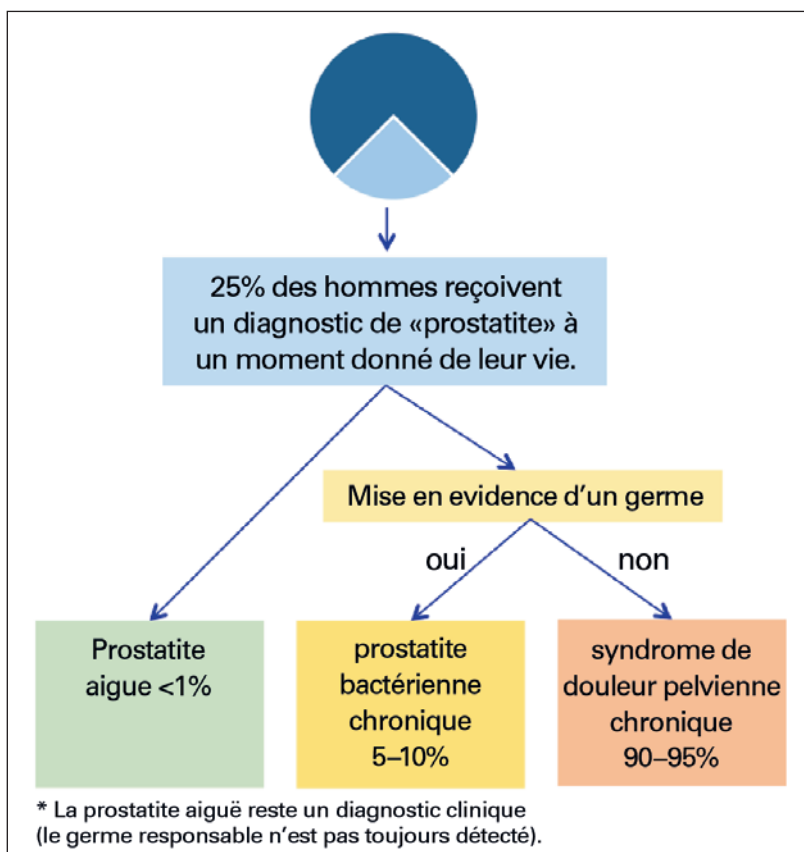 25% des hommes reçoivent
un diagnostic de «prostatite» à
un moment donné de leur vie.
Mise en evidence d'un germe
oui
non
Prostatite
aigue <1%
prostatite
bactérienne
chronique
5–10%
syndrome de
douleur pelvienne
chronique
90–95%
* La prostatite aiguë reste un diagnostic clinique
(le germe responsable n'est pas toujours détecté).